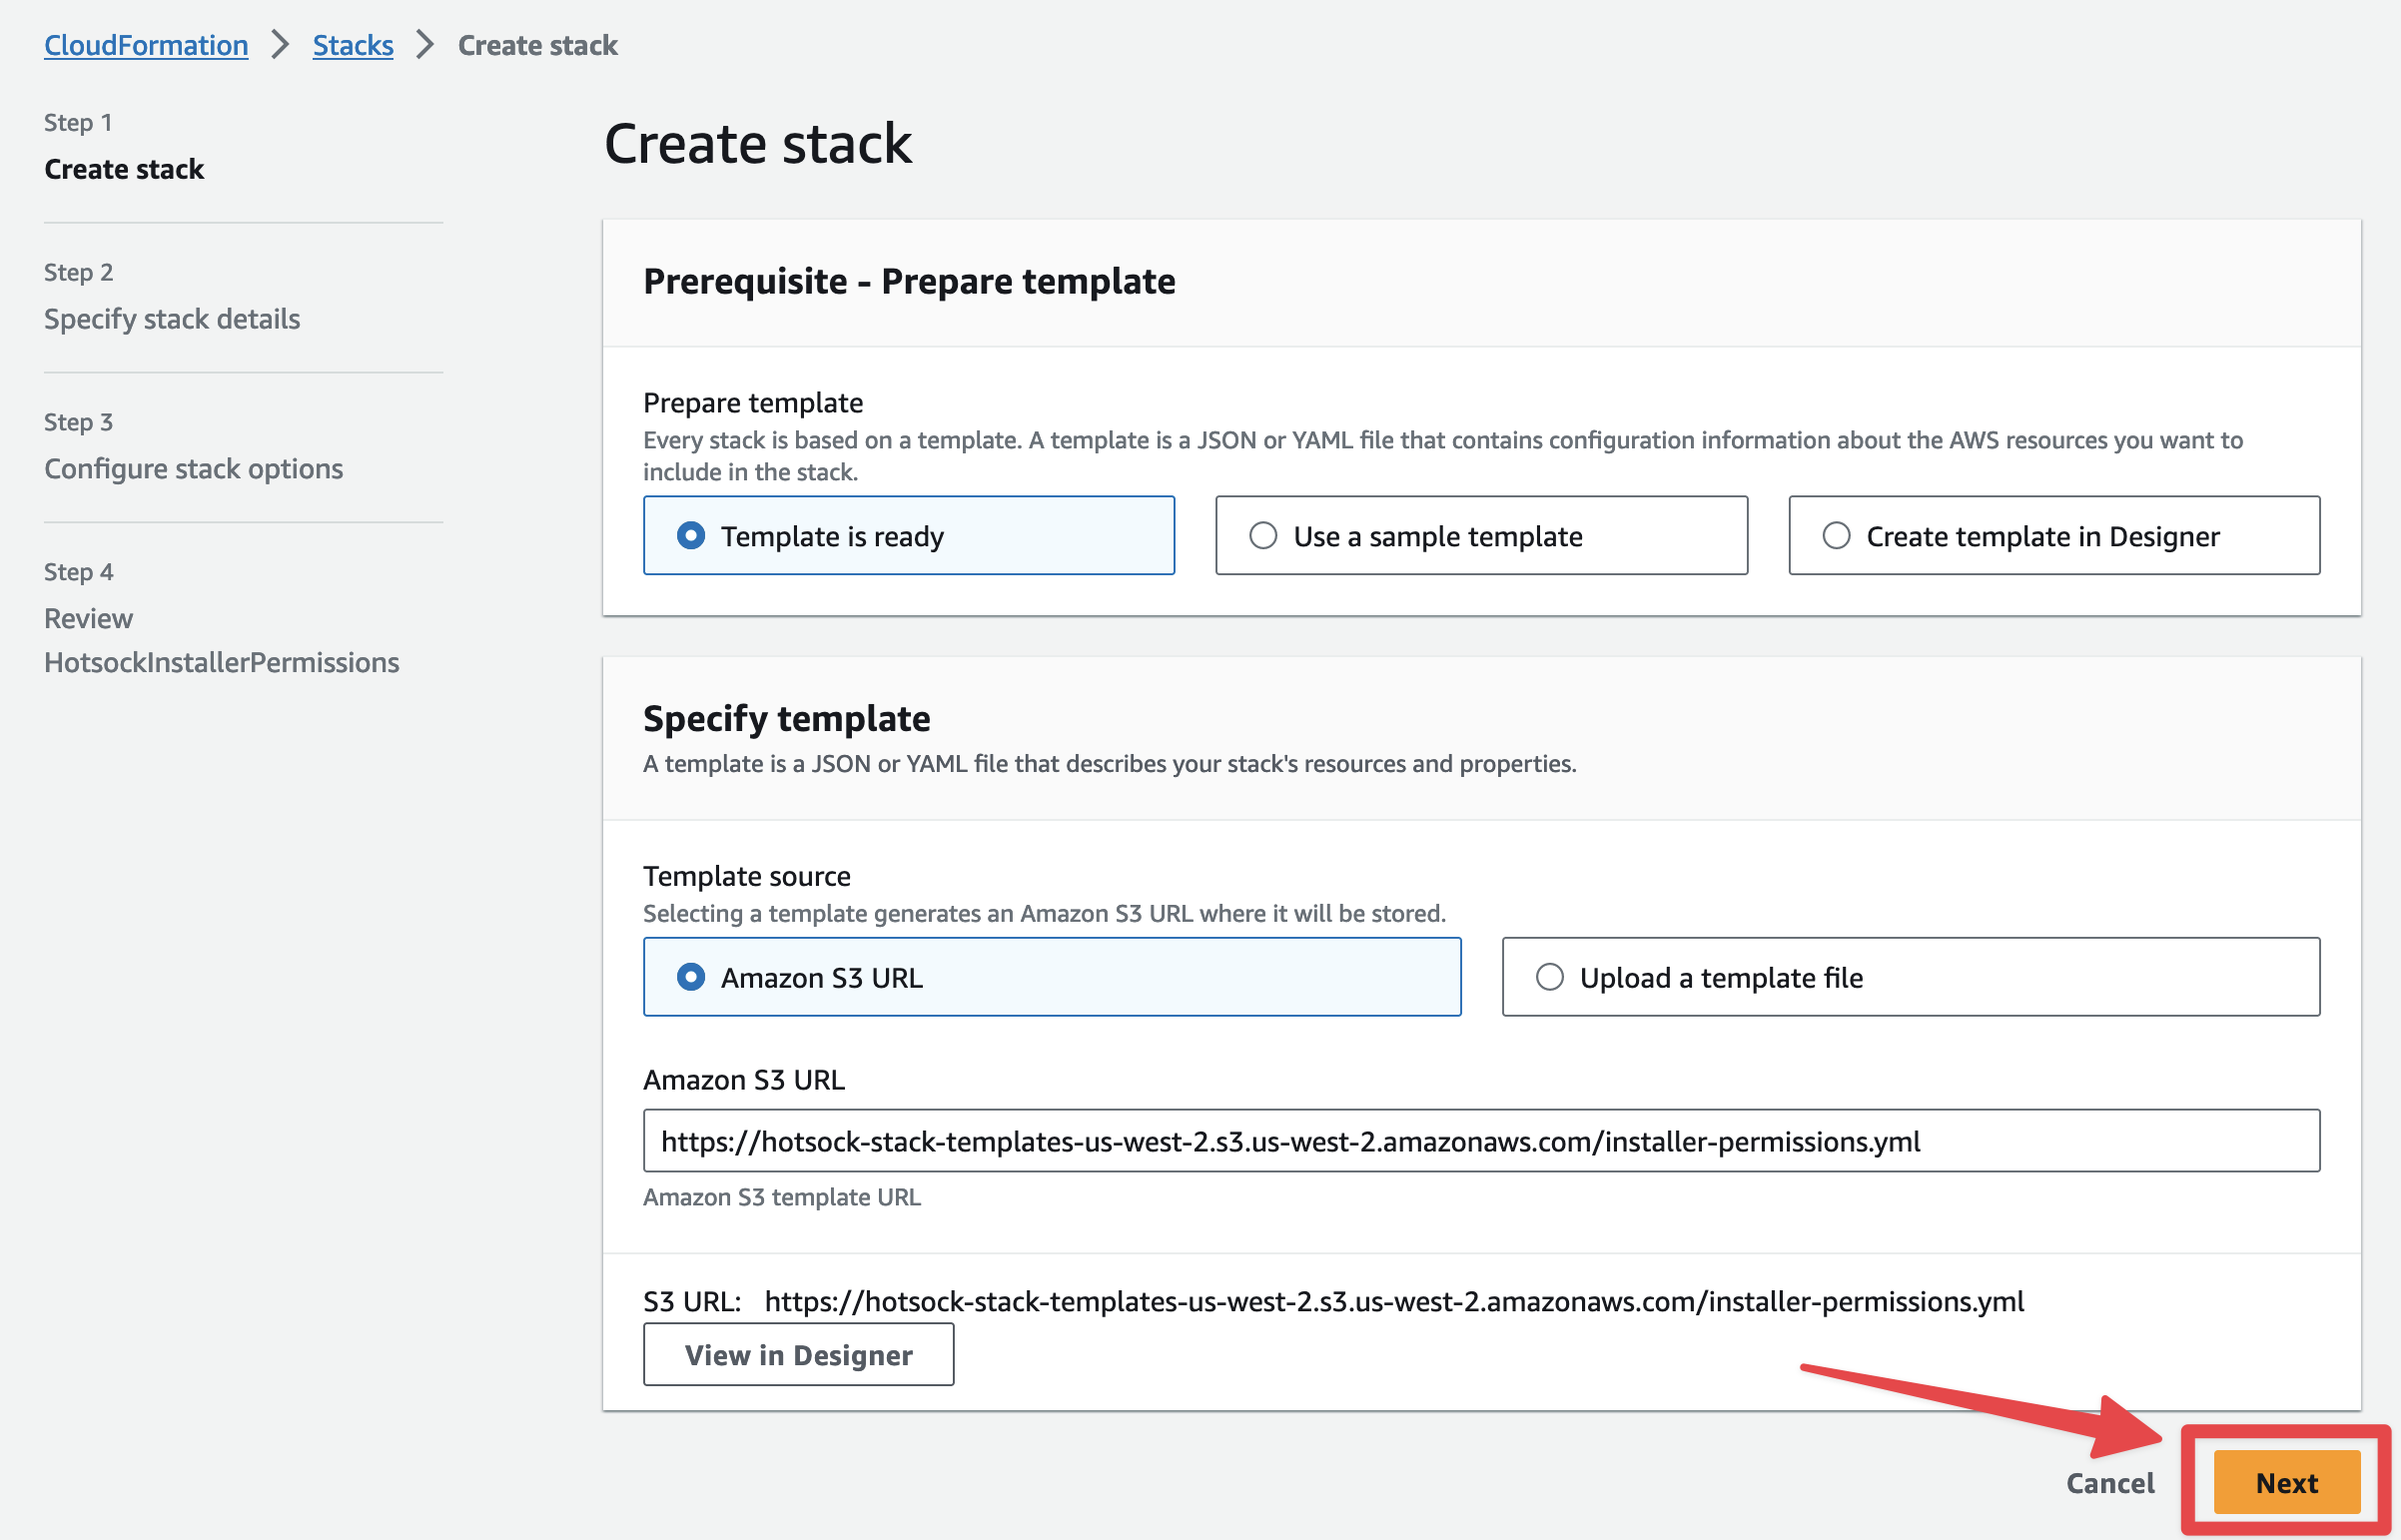 CloudFormation > Stacks > Create stack
Step 1
Create stack
Step 2
Specify stack details
Step 3
Configure stack options
Step 4
Review
HotsockInstallerPermissions
Create stack
Prerequisite - Prepare template
Prepare template
Every stack is based on a template. A template is a JSON or YAML file that contains configuration information about the AWS resources you want to
include in the stack.
Template is ready
Use a sample template
Create template in Designer
Specify template
A template is a JSON or YAML file that describes your stack's resources and properties.
Template source
Selecting a template generates an Amazon S3 URL where it will be stored.
Amazon S3 URL
Upload a template file
Amazon S3 URL
https://hotsock-stack-templates-us-west-2.s3.us-west-2.amazonaws.com/installer-permissions.yml
Amazon S3 template URL
S3 URL: https://hotsock-stack-templates-us-west-2.s3.us-west-2.amazonaws.com/installer-permissions.yml
View in Designer
Cancel
Next